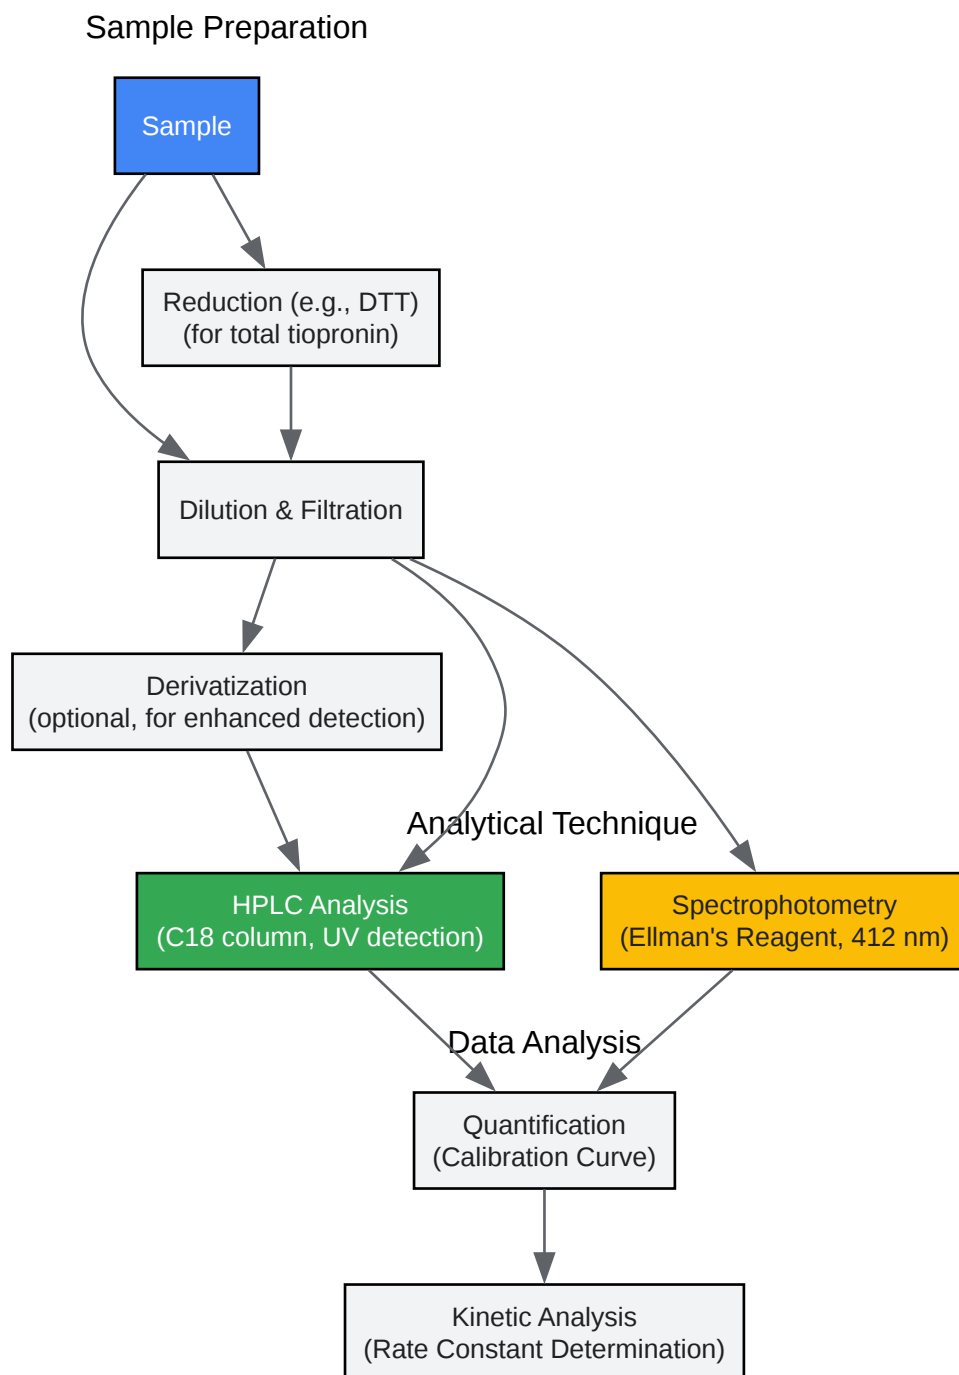 Sample Preparation
Sample
Reduction (e.g., DTT)
(for total tiopronin)
Dilution & Filtration
Derivatization
(optional, for enhanced detection)
Analytical Technique
HPLC Analysis
(C18 column, UV detection)
Spectrophotometry
(Ellman's Reagent, 412 nm)
Data Analysis
Quantification
(Calibration Curve)
Kinetic Analysis
(Rate Constant Determination)